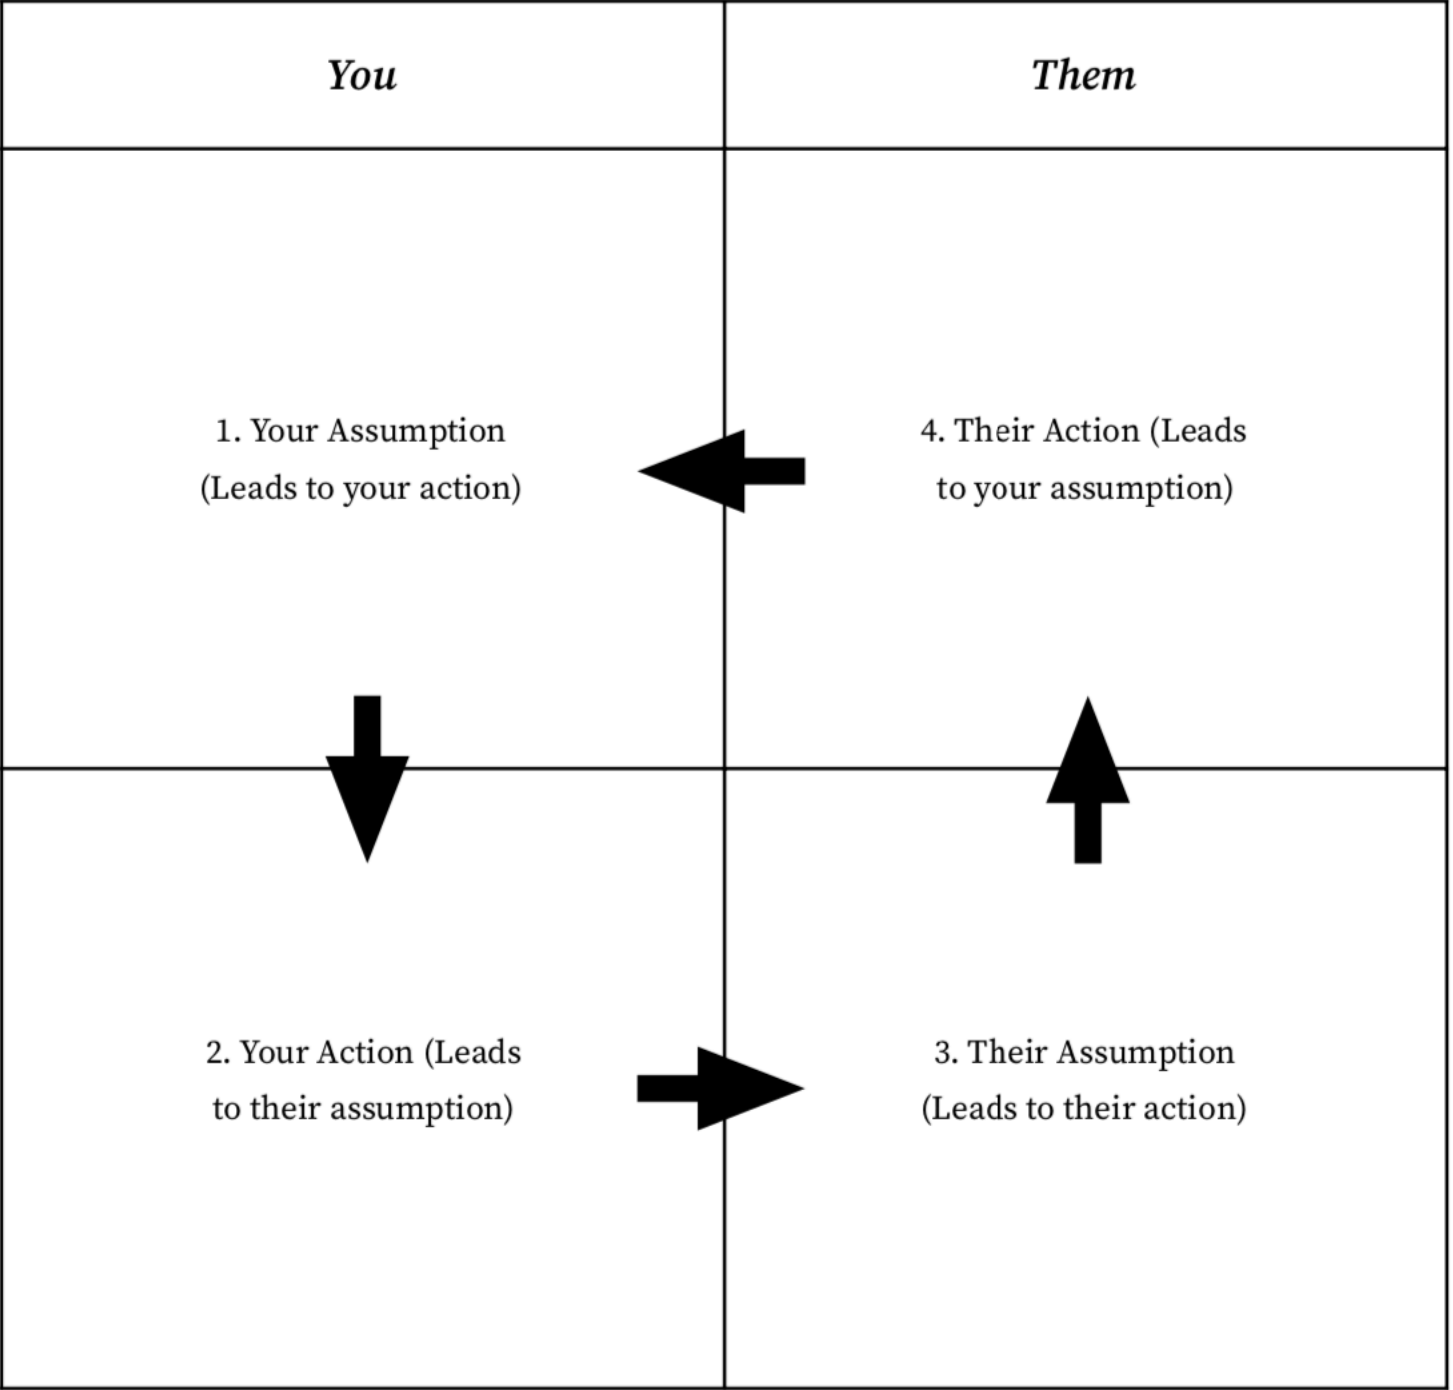 You
Them
1. Your Assumption
(Leads to your action)
4. Their Action (Leads
to your assumption)
2. Your Action (Leads
to their assumption)
3. Their Assumption
(Leads to their action)